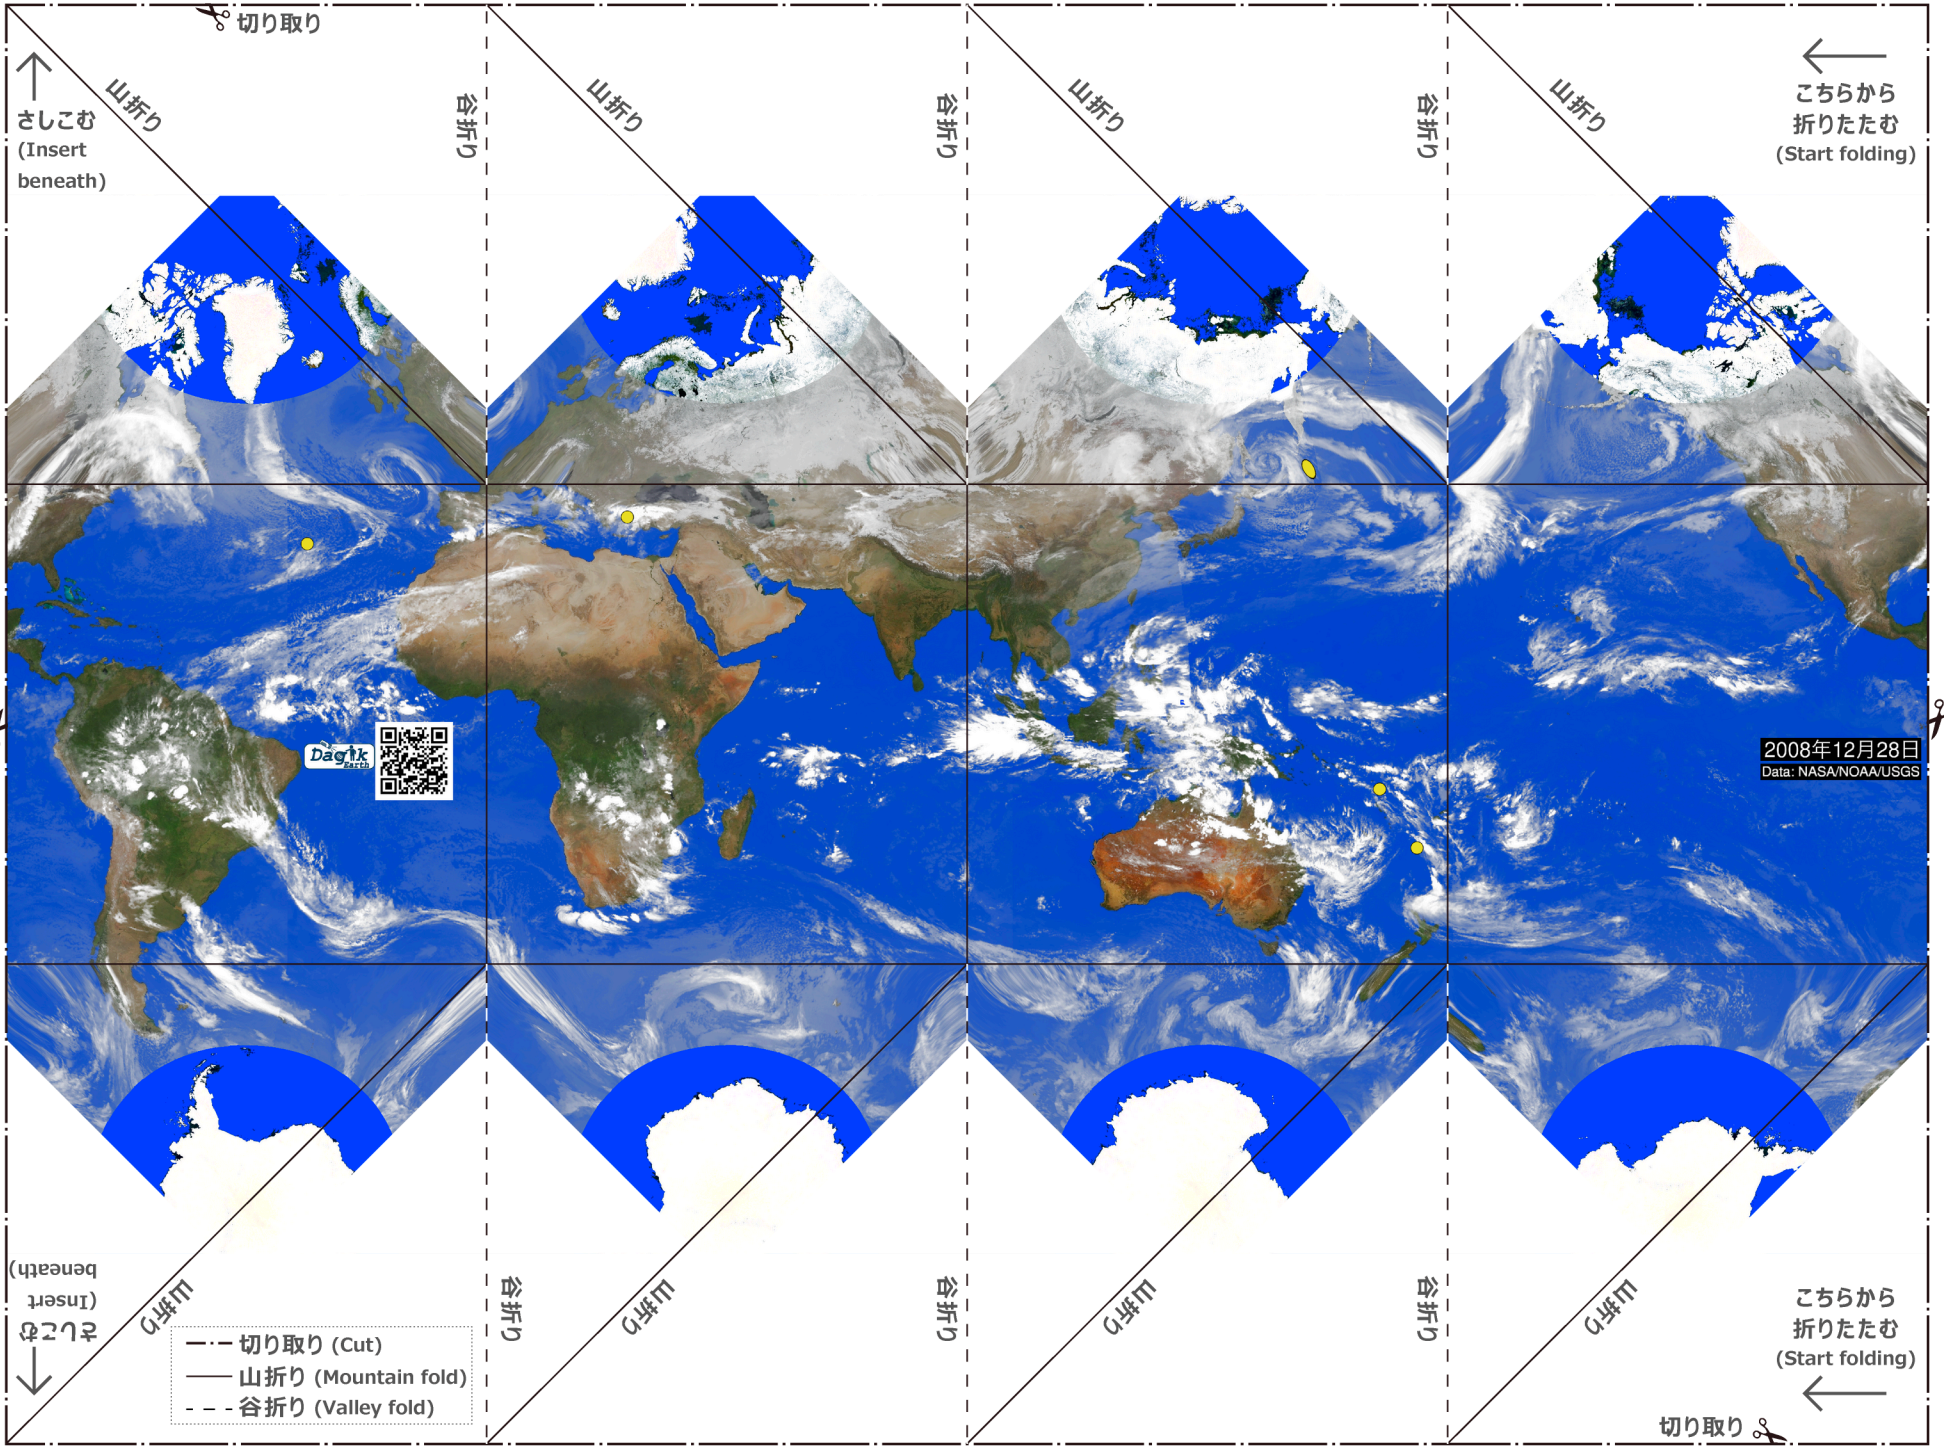 切り取り
山折り
谷折り
山折り
谷折り
山折り
谷折り
山折り
さしこむ
(Insert
beneath)
こちらから
折りたたむ
(Start folding)
Dagik
Earth
2008年12月28日
Data: NASA/NOAA/USGS
さしこむ
(Insert
beneath)
山折り
谷折り
山折り
谷折り
山折り
谷折り
山折り
切り取り (Cut)
山折り (Mountain fold)
谷折り (Valley fold)
こちらから
折りたたむ
(Start folding)
切り取り